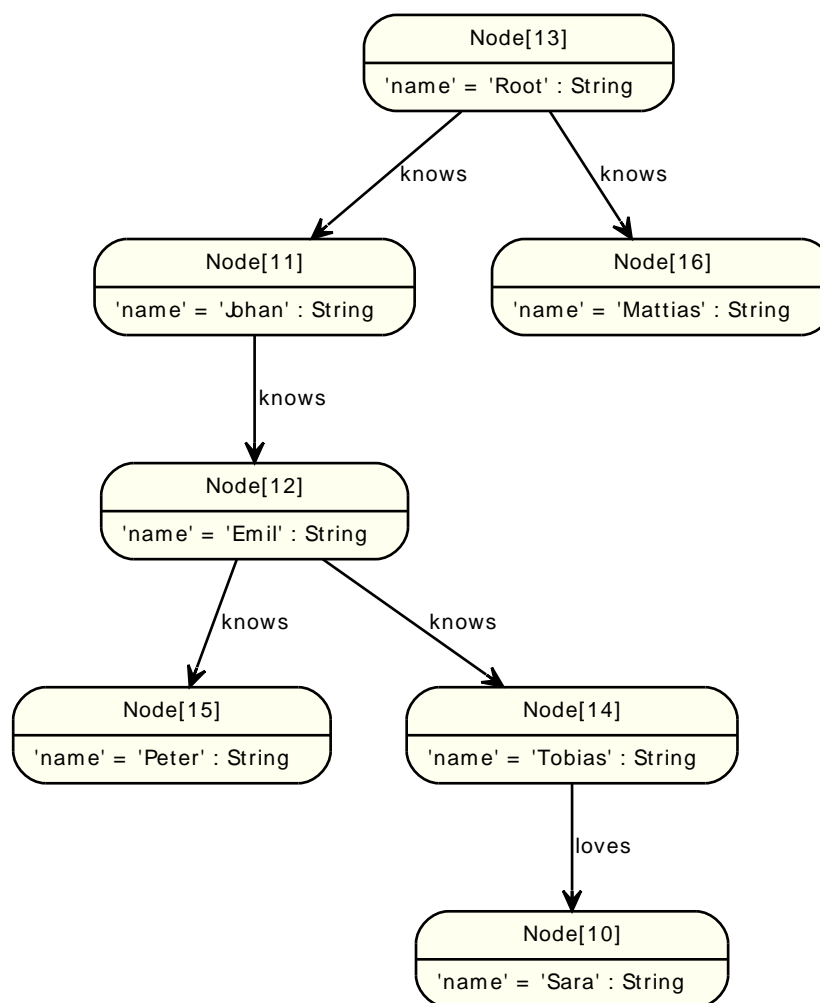 Node[13]
'name' = 'Root' : String
knows
knows
Node[11]
'name' = 'Johan' : String
Node[16]
'name' = 'Mattias' : String
knows
Node[12]
'name' = 'Emil' : String
knows
knows
Node[15]
'name' = 'Peter' : String
Node[14]
'name' = 'Tobias' : String
loves
Node[10]
'name' = 'Sara' : String